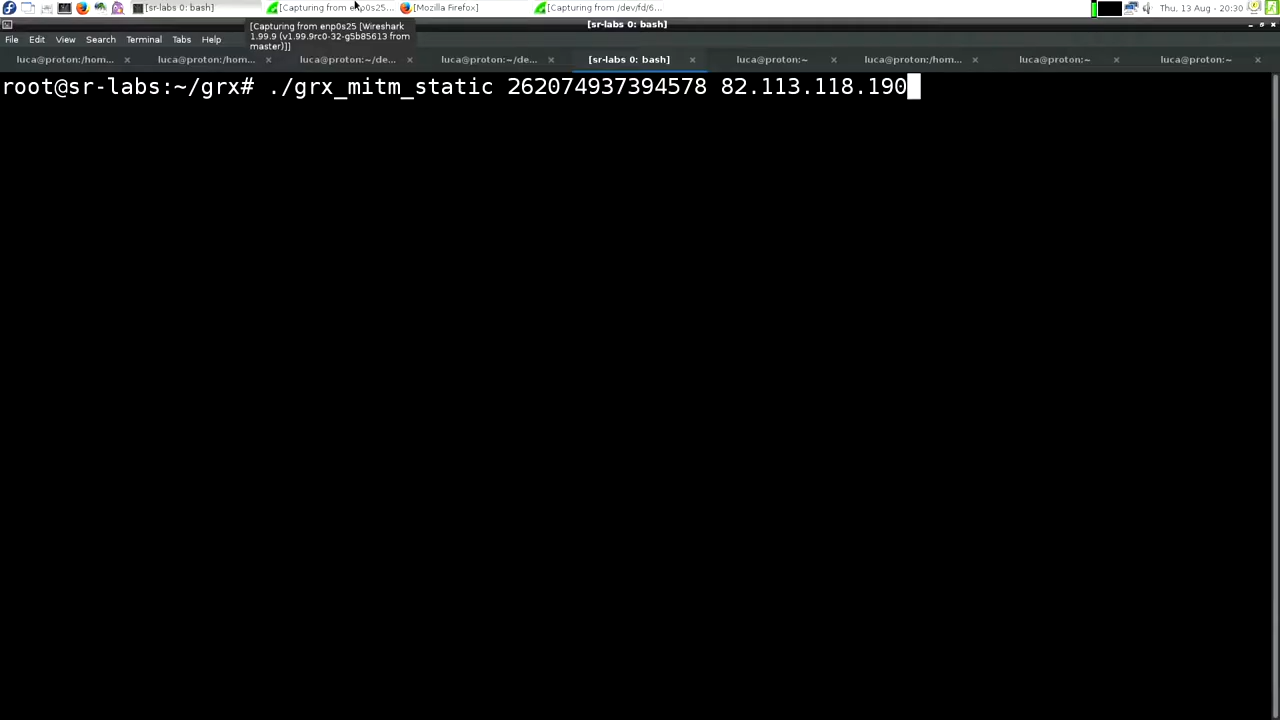 [sr-labs 0: bash]
[Capturing from enp0s25...
[Mozilla Firefox]
[Capturing from /dev/fd/6...
Thu, 13 Aug - 20:30
[sr-labs 0: bash]
[Capturing from enp0s25 [Wireshark
1.99.9 (v1.99.9rc0-32-g5b85613 from
master)]]
File Edit View Search Terminal Tabs Help
luca@proton:/hom...
luca@proton:/hom...
luca@proton:~/de...
luca@proton:~/de...
[sr-labs 0: bash]
luca@proton:~
luca@proton:/hom...
luca@proton:~
luca@proton:~
root@sr-labs:~/grx# ./grx_mitm_static 262074937394578 82.113.118.190